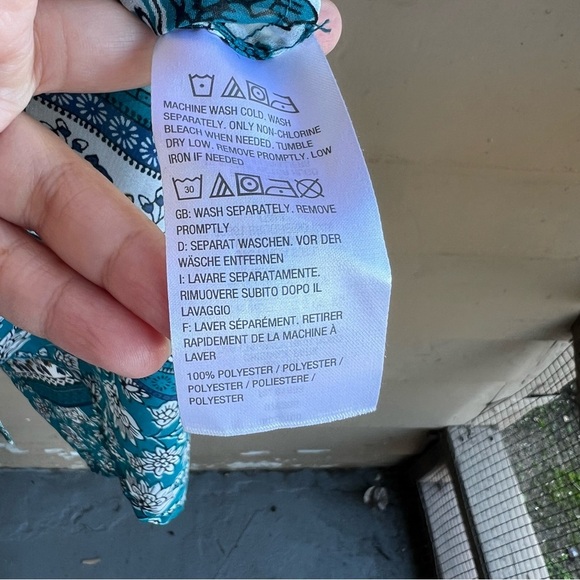 MACHINE WASH COLD, WASH
SEPARATELY. ONLY NON-CHLORINE
BLEACH WHEN NEEDED. TUMBLE
DRY LOW. REMOVE PROMPTLY. LOW
IRON IF NEEDED
30
GB: WASH SEPARATELY. REMOVE
PROMPTLY
D: SEPARAT WASCHEN. VOR DER
WÄSCHE ENTFERNEN
I: LAVARE SEPARATAMENTE.
RIMUOVERE SUBITO DOPO IL
LAVAGGIO
F: LAVER SÉPARÉMENT. RETIRER
RAPIDEMENT DE LA MACHINE À
LAVER
100% POLYESTER / POLYESTER /
POLYESTER / POLIESTERE /
POLYESTER